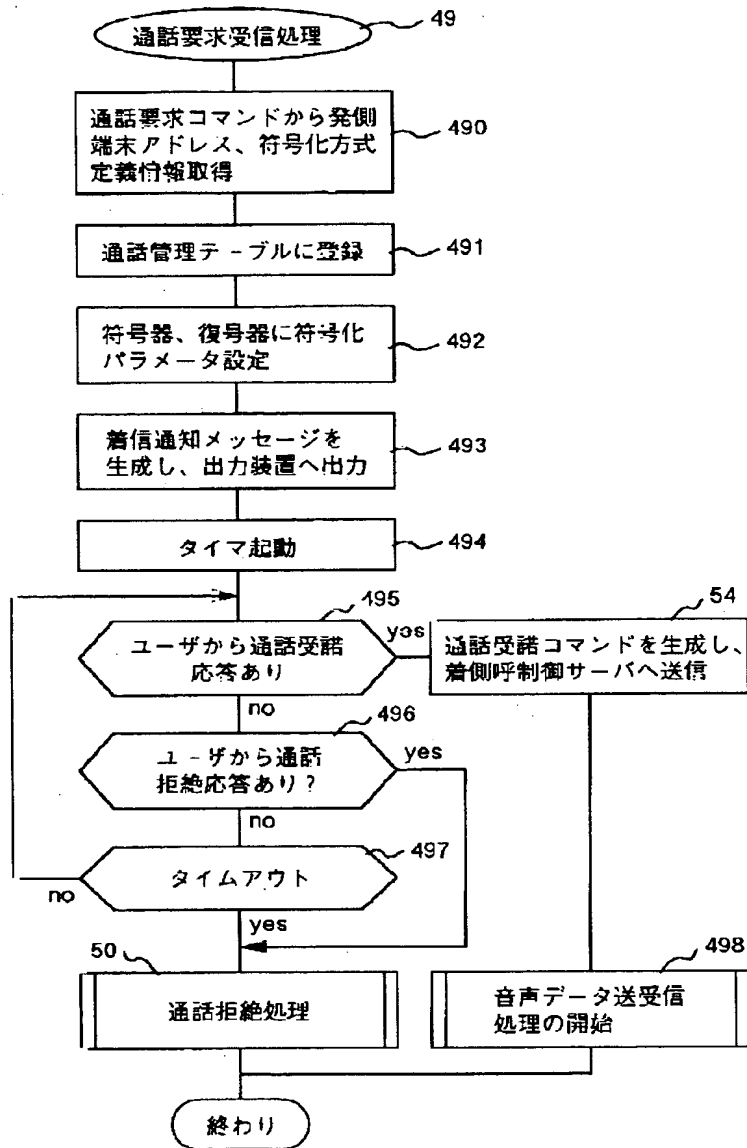 通話要求受信処理
49
通話要求コマンドから発側
端末アドレス、符号化方式
定義情報取得
490
通話管理テーブルに登録
491
符号器、復号器に符号化
パラメータ設定
492
着信通知メッセージを
生成し、出力装置へ出力
493
タイマ起動
494
495
ユーザから通話受諾
応答あり
yes
no
54
通話受諾コマンドを生成し、
着側呼制御サーバへ送信
496
ユーザから通話
拒絶応答あり?
yes
no
497
タイムアウト
no
yes
50
通話拒絶処理
498
音声データ送受信
処理の開始
終わり